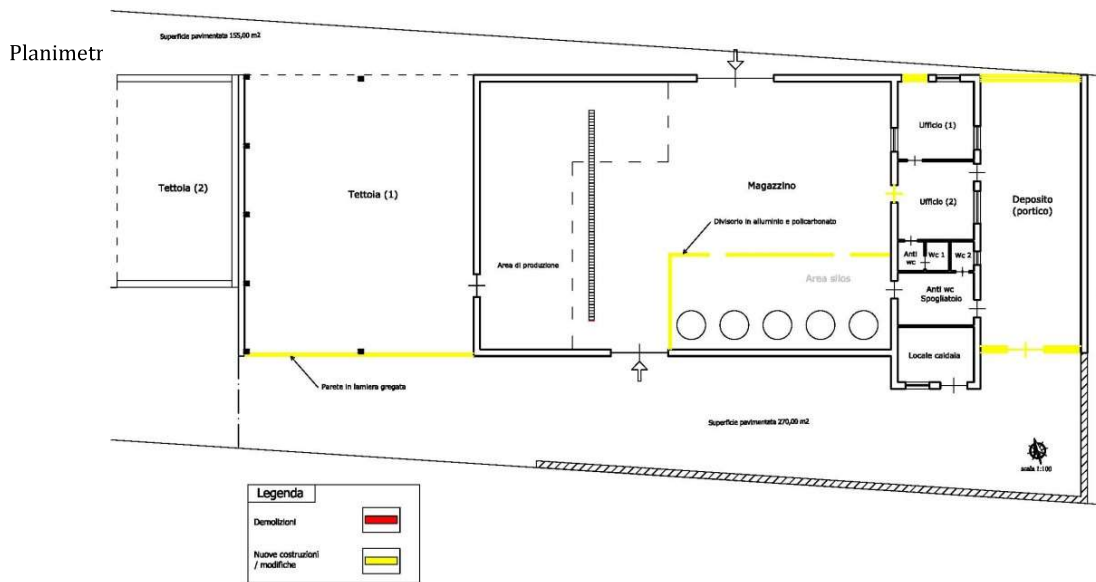 Superficie pavimentata 155,00 m2
Planimetr
Tettoia (2)
Tettoia (1)
Magazzino
Ufficio (1)
Ufficio (2)
Deposito
(portico)
Divisorio in alluminio e policarbonato
Area di produzione
Area silos
Anti
wc
Wc 1
Wc 2
Anti wc
Spogliatoio
Locale caldaia
Parete in lamiera gregata
Superficie pavimentata 270,00 m2
scala 1:100
Legenda
Demolizioni
Nuove costruzioni
/ modifiche